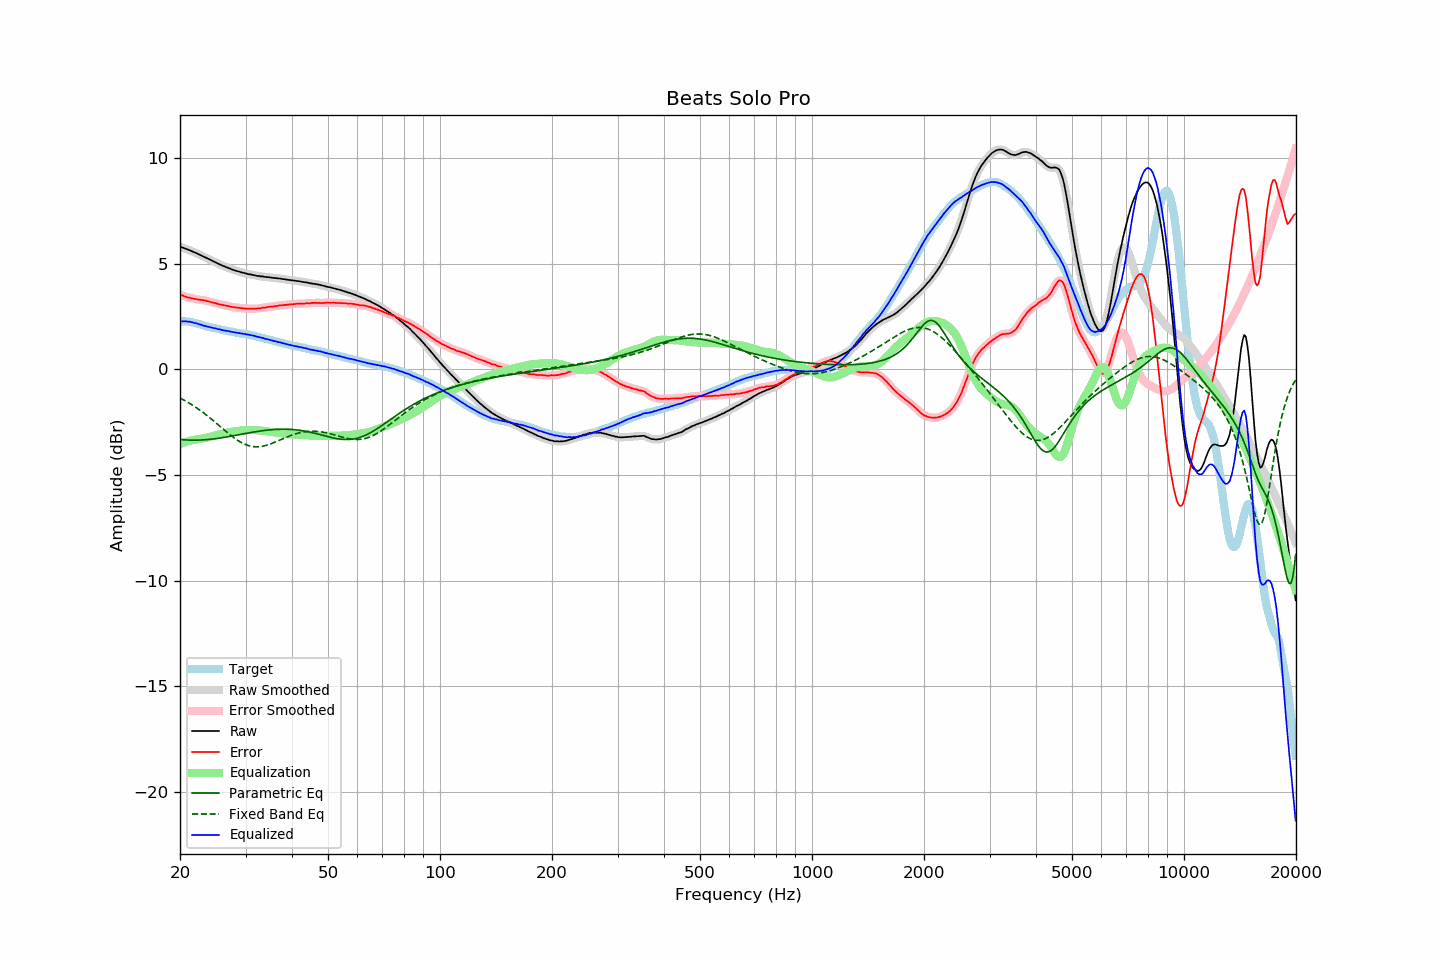 Beats Solo Pro
Amplitude (dBr)
10
5
0
−5
−10
−15
−20
Target
Raw Smoothed
Error Smoothed
Raw
Error
Equalization
Parametric Eq
Fixed Band Eq
Equalized
20 50 100 200 500 1000 2000 5000 10000 20000
Frequency (Hz)